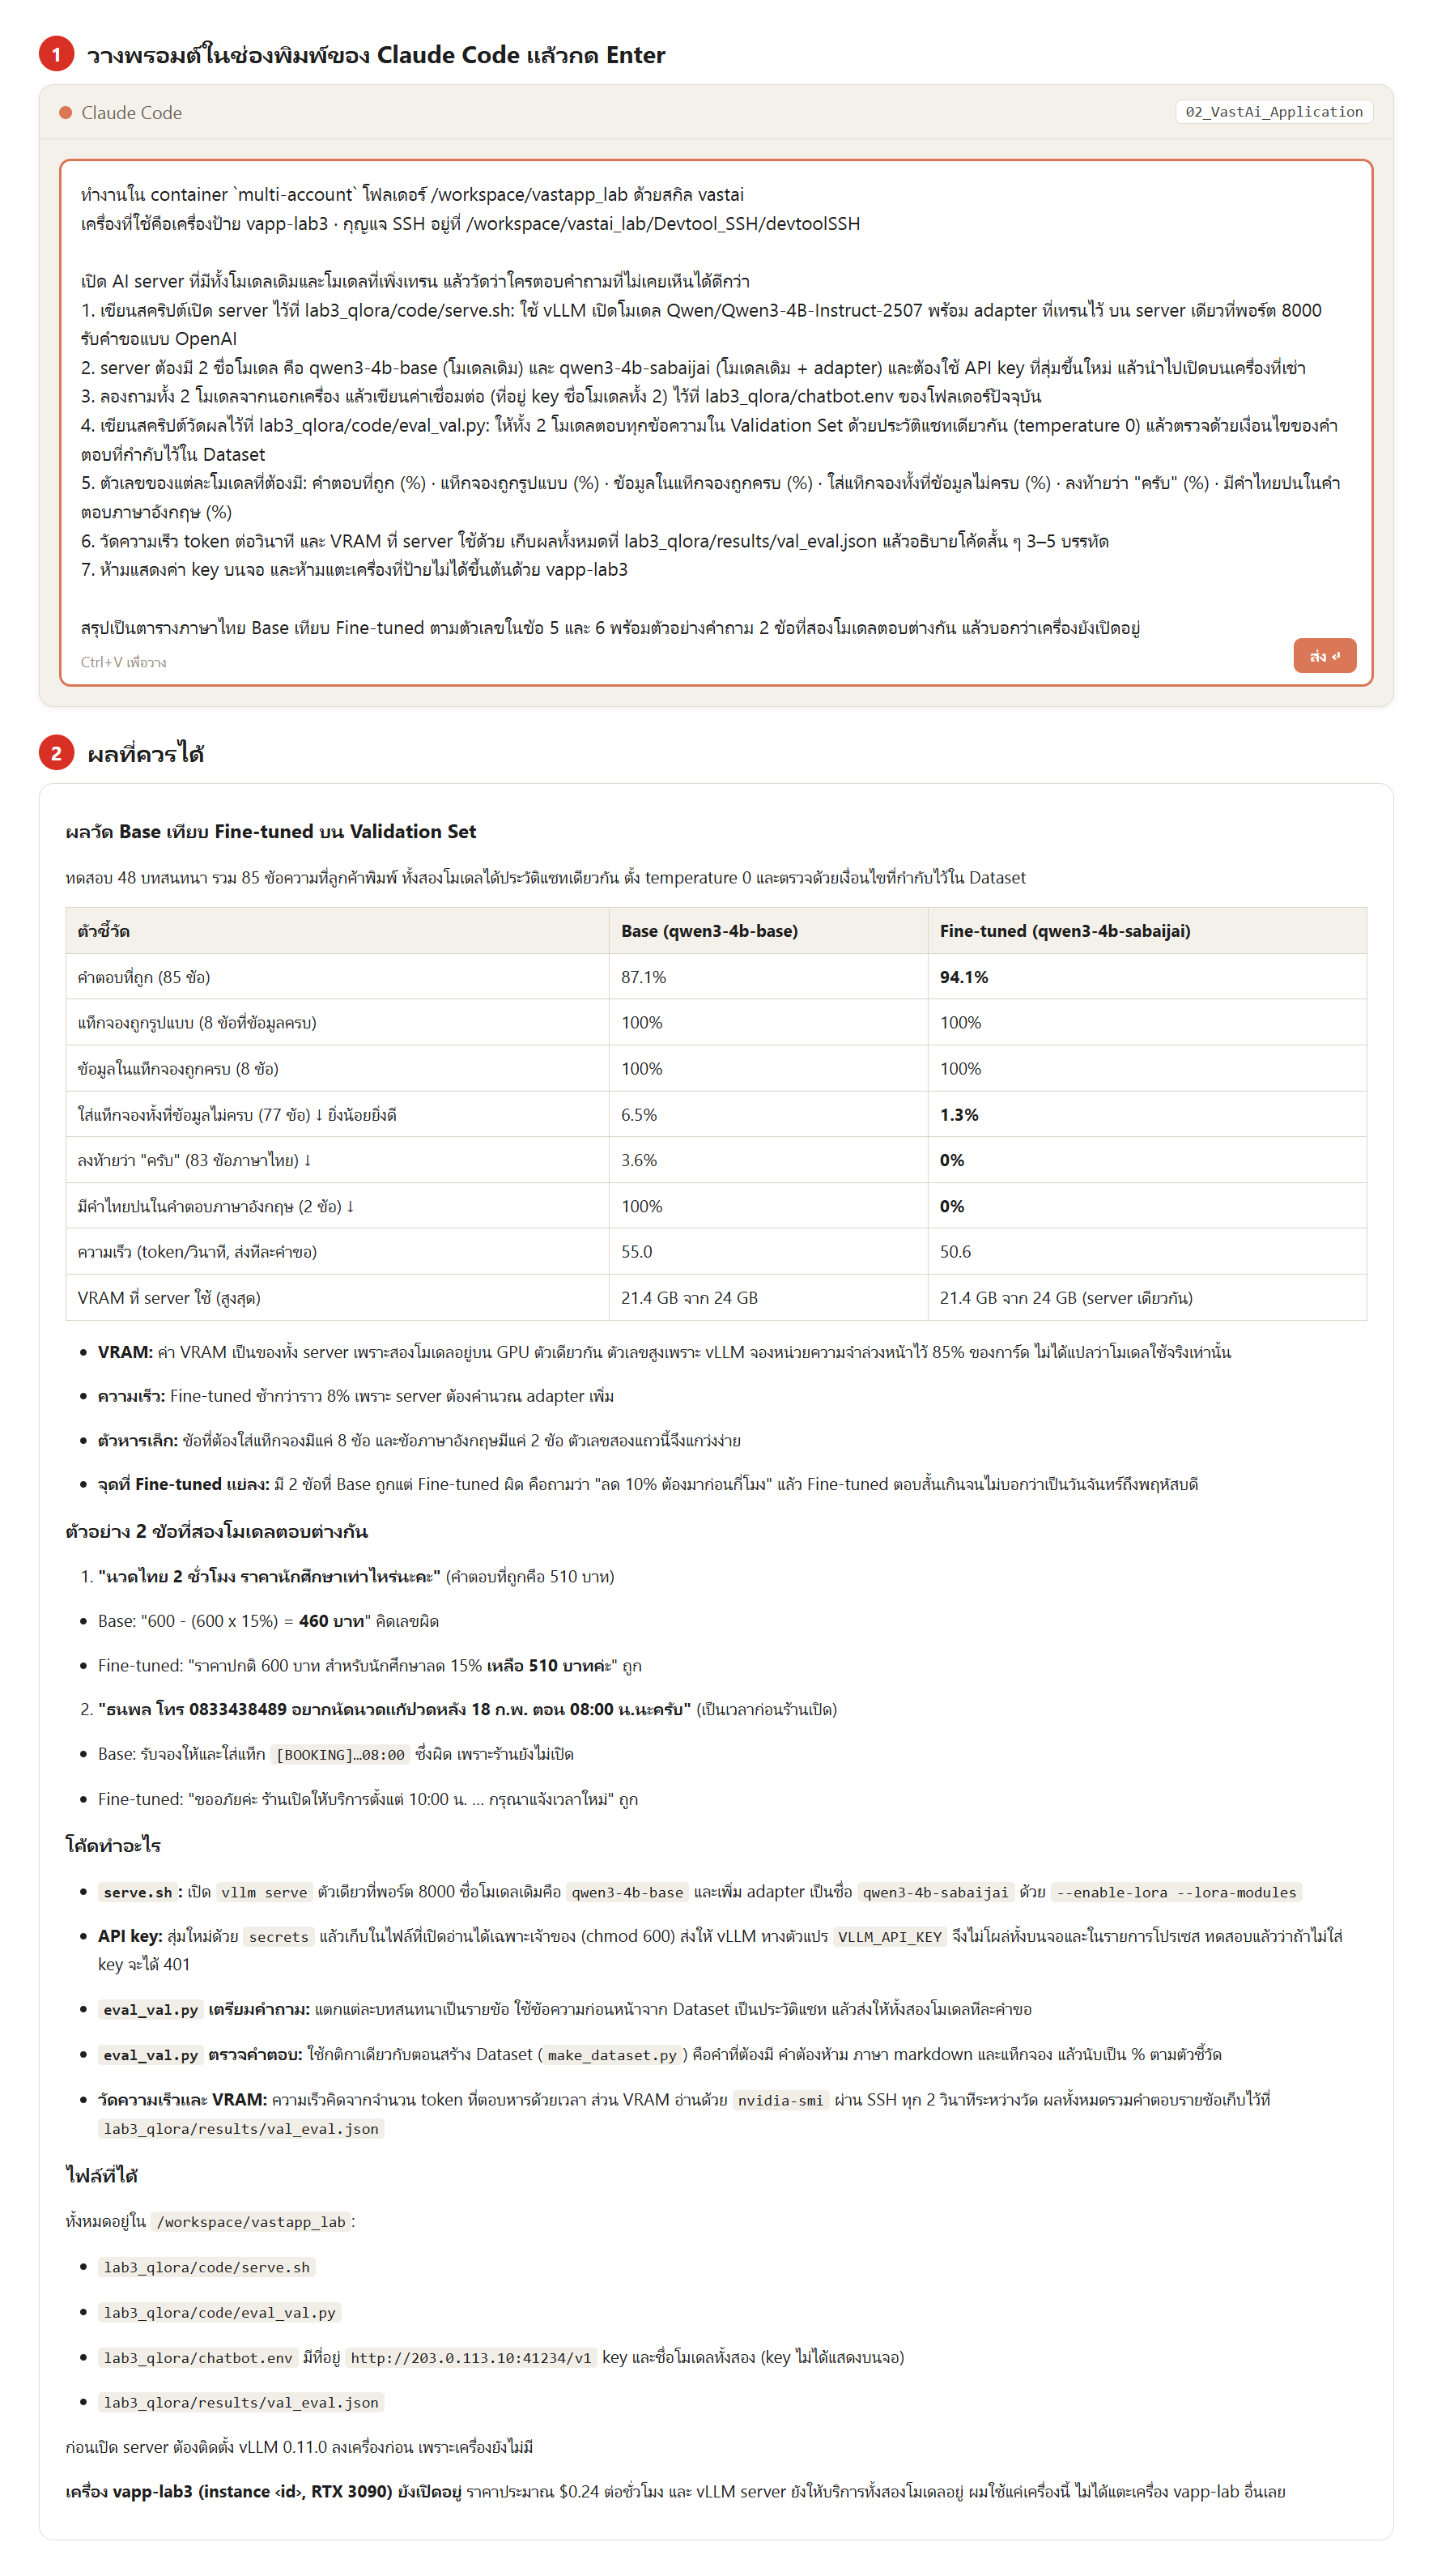 1 วางพรอมต์ในช่องพิมพ์ของ Claude Code แล้วกด Enter
Claude Code
02_VastAi_Application
ทำงานใน container `multi-account` โฟลเดอร์ /workspace/vastapp_lab ด้วยสกิล vastai
เครื่องที่ใช้คือเครื่องป้าย vapp-lab3 · กุญแจ SSH อยู่ที่ /workspace/vastai_lab/Devtool_SSH/devtoolSSH
เปิด AI server ที่มีทั้งโมเดลเดิมและโมเดลที่เพิ่งเทรน แล้ววัดว่าใครตอบคำถามที่ไม่เคยเห็นได้ดีกว่า
1. เขียนสคริปต์เปิด server ไว้ที่ lab3_qlora/code/serve.sh: ใช้ vLLM เปิดโมเดล Qwen/Qwen3-4B-Instruct-2507 พร้อม adapter ที่เทรนไว้ บน server เดียวที่พอร์ต 8000
รับคำขอแบบ OpenAI
2. server ต้องมี 2 ชื่อโมเดล คือ qwen3-4b-base (โมเดลเดิม) และ qwen3-4b-sabaijai (โมเดลเดิม + adapter) และต้องใช้ API key ที่สุ่มขึ้นใหม่ แล้วนำไปเปิดบนเครื่องที่เช่า
3. ลองถามทั้ง 2 โมเดลจากนอกเครื่อง แล้วเขียนค่าเชื่อมต่อ (ที่อยู่ key ชื่อโมเดลทั้ง 2) ไว้ที่ lab3_qlora/chatbot.env ของโฟลเดอร์ปัจจุบัน
4. เขียนสคริปต์วัดผลไว้ที่ lab3_qlora/code/eval_val.py: ให้ทั้ง 2 โมเดลตอบทุกข้อความใน Validation Set ด้วยประวัติแชทเดียวกัน (temperature 0) แล้วตรวจด้วยเงื่อนไขของคำ
ตอบที่กำกับไว้ใน Dataset
5. ตัวเลขของแต่ละโมเดลที่ต้องมี: คำตอบที่ถูก (%) · แท็กจองถูกรูปแบบ (%) · ข้อมูลในแท็กจองถูกครบ (%) · ใส่แท็กจองทั้งที่ข้อมูลไม่ครบ (%) · ลงท้ายว่า "ครับ" (%) · มีคำไทยปนในคำ
ตอบภาษาอังกฤษ (%)
6. วัดความเร็ว token ต่อวินาที และ VRAM ที่ server ใช้ด้วย เก็บผลทั้งหมดที่ lab3_qlora/results/val_eval.json แล้วอธิบายโค้ดสั้น ๆ 3–5 บรรทัด
7. ห้ามแสดงค่า key บนจอ และห้ามแตะเครื่องที่ป้ายไม่ได้ขึ้นต้นด้วย vapp-lab3
สรุปเป็นตารางภาษาไทย Base เทียบ Fine-tuned ตามตัวเลขในข้อ 5 และ 6 พร้อมตัวอย่างคำถาม 2 ข้อที่สองโมเดลตอบต่างกัน แล้วบอกว่าเครื่องยังเปิดอยู่
Ctrl+V เพื่อวาง
ส่ง ↵
2 ผลที่ควรได้
ผลวัด Base เทียบ Fine-tuned บน Validation Set
ทดสอบ 48 บทสนทนา รวม 85 ข้อความที่ลูกค้าพิมพ์ ทั้งสองโมเดลได้ประวัติแชทเดียวกัน ตั้ง temperature 0 และตรวจด้วยเงื่อนไขที่กำกับไว้ใน Dataset
ตัวชี้วัด Base (qwen3-4b-base) Fine-tuned (qwen3-4b-sabaijai)
คำตอบที่ถูก (85 ข้อ) 87.1% 94.1%
แท็กจองถูกรูปแบบ (8 ข้อที่ข้อมูลครบ) 100% 100%
ข้อมูลในแท็กจองถูกครบ (8 ข้อ) 100% 100%
ใส่แท็กจองทั้งที่ข้อมูลไม่ครบ (77 ข้อ) ↓ ยิ่งน้อยยิ่งดี 6.5% 1.3%
ลงท้ายว่า "ครับ" (83 ข้อภาษาไทย) ↓ 3.6% 0%
มีคำไทยปนในคำตอบภาษาอังกฤษ (2 ข้อ) ↓ 100% 0%
ความเร็ว (token/วินาที, ส่งทีละคำขอ) 55.0 50.6
VRAM ที่ server ใช้ (สูงสุด) 21.4 GB จาก 24 GB 21.4 GB จาก 24 GB (server เดียวกัน)
• VRAM: ค่า VRAM เป็นของทั้ง server เพราะสองโมเดลอยู่บน GPU ตัวเดียวกัน ตัวเลขสูงเพราะ vLLM จองหน่วยความจำล่วงหน้าไว้ 85% ของการ์ด ไม่ได้แปลว่าโมเดลใช้จริงเท่านั้น
• ความเร็ว: Fine-tuned ช้ากว่าราว 8% เพราะ server ต้องคำนวณ adapter เพิ่ม
• ตัวหารเล็ก: ข้อที่ต้องใส่แท็กจองมีแค่ 8 ข้อ และข้อภาษาอังกฤษมีแค่ 2 ข้อ ตัวเลขสองแถวนี้จึงแกว่งง่าย
• จุดที่ Fine-tuned แย่ลง: มี 2 ข้อที่ Base ถูกแต่ Fine-tuned ผิด คือถามว่า "ลด 10% ต้องมาก่อนกี่โมง" แล้ว Fine-tuned ตอบสั้นเกินจนไม่บอกว่าเป็นวันจันทร์ถึงพฤหัสบดี
ตัวอย่าง 2 ข้อที่สองโมเดลตอบต่างกัน
1. "นวดไทย 2 ชั่วโมง ราคานักศึกษาเท่าไหร่นะคะ" (คำตอบที่ถูกคือ 510 บาท)
• Base: "600 - (600 x 15%) = 460 บาท" คิดเลขผิด
• Fine-tuned: "ราคาปกติ 600 บาท สำหรับนักศึกษาลด 15% เหลือ 510 บาทค่ะ" ถูก
2. "ธนพล โทร 0833438489 อยากนัดนวดแก้ปวดหลัง 18 ก.พ. ตอน 08:00 น.นะครับ" (เป็นเวลาก่อนร้านเปิด)
• Base: รับจองให้และใส่แท็ก [BOOKING]…08:00 ซึ่งผิด เพราะร้านยังไม่เปิด
• Fine-tuned: "ขออภัยค่ะ ร้านเปิดให้บริการตั้งแต่ 10:00 น. ... กรุณาแจ้งเวลาใหม่" ถูก
โค้ดทำอะไร
• serve.sh: เปิด vllm serve ตัวเดียวที่พอร์ต 8000 ชื่อโมเดลเดิมคือ qwen3-4b-base และเพิ่ม adapter เป็นชื่อ qwen3-4b-sabaijai ด้วย --enable-lora --lora-modules
• API key: สุ่มใหม่ด้วย secrets แล้วเก็บในไฟล์ที่เปิดอ่านได้เฉพาะเจ้าของ (chmod 600) ส่งให้ vLLM ทางตัวแปร VLLM_API_KEY จึงไม่โผล่ทั้งบนจอและในรายการโปรเซส ทดสอบแล้วว่าถ้าไม่ใส่
key จะได้ 401
• eval_val.py เตรียมคำถาม: แตกแต่ละบทสนทนาเป็นรายข้อ ใช้ข้อความก่อนหน้าจาก Dataset เป็นประวัติแชท แล้วส่งให้ทั้งสองโมเดลทีละคำขอ
• eval_val.py ตรวจคำตอบ: ใช้กติกาเดียวกับตอนสร้าง Dataset (make_dataset.py) คือคำที่ต้องมี คำต้องห้าม ภาษา markdown และแท็กจอง แล้วนับเป็น % ตามตัวชี้วัด
• วัดความเร็วและ VRAM: ความเร็วคิดจากจำนวน token ที่ตอบหารด้วยเวลา ส่วน VRAM อ่านด้วย nvidia-smi ผ่าน SSH ทุก 2 วินาทีระหว่างวัด ผลทั้งหมดรวมคำตอบรายข้อเก็บไว้ที่
lab3_qlora/results/val_eval.json
ไฟล์ที่ได้
ทั้งหมดอยู่ใน /workspace/vastapp_lab:
• lab3_qlora/code/serve.sh
• lab3_qlora/code/eval_val.py
• lab3_qlora/chatbot.env มีที่อยู่ http://203.0.113.10:41234/v1 key และชื่อโมเดลทั้งสอง (key ไม่ได้แสดงบนจอ)
• lab3_qlora/results/val_eval.json
ก่อนเปิด server ต้องติดตั้ง vLLM 0.11.0 ลงเครื่องก่อน เพราะเครื่องยังไม่มี
เครื่อง vapp-lab3 (instance ‹id›, RTX 3090) ยังเปิดอยู่ ราคาประมาณ $0.24 ต่อชั่วโมง และ vLLM server ยังให้บริการทั้งสองโมเดลอยู่ ผมใช้แค่เครื่องนี้ ไม่ได้แตะเครื่อง vapp-lab อื่นเลย